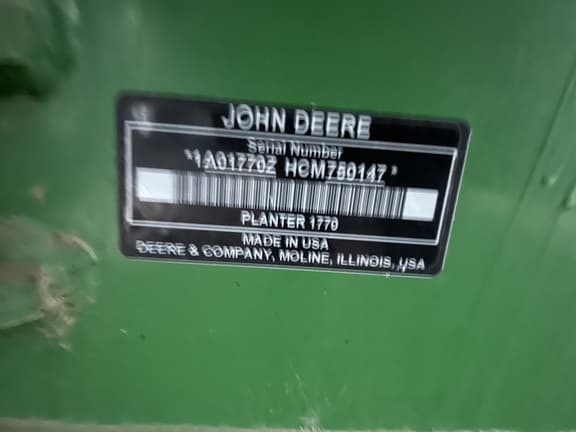 JOHN DEERE
Serial Number
*1A01770Z HCM750147*
PLANTER 1770
MADE IN USA
DEERE & COMPANY, MOLINE, ILLINOIS, USA